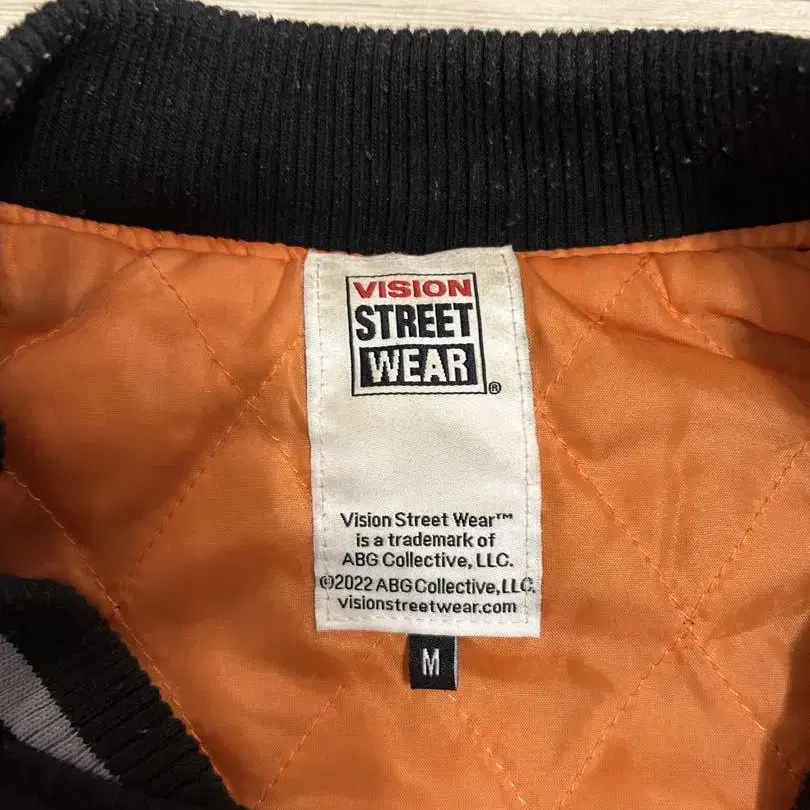 VISION
STREET
WEAR
®
Vision Street Wear™
is a trademark of
ABG Collective, LLC.
©2022 ABG Collective, LLC.
visionstreetwear.com
M